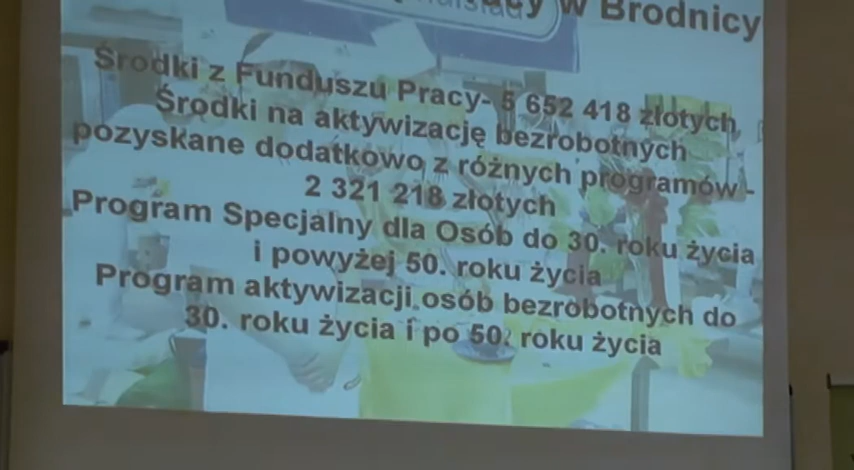 w Brodnicy
Środki z Funduszu Pracy- 5 652 418 złotych
Środki na aktywizację bezrobotnych
pozyskane dodatkowo z różnych programów -
2 321 218 złotych
Program Specjalny dla Osób do 30. roku życia
i powyżej 50. roku życia
Program aktywizacji osób bezrobotnych do
30. roku życia i po 50. roku życia